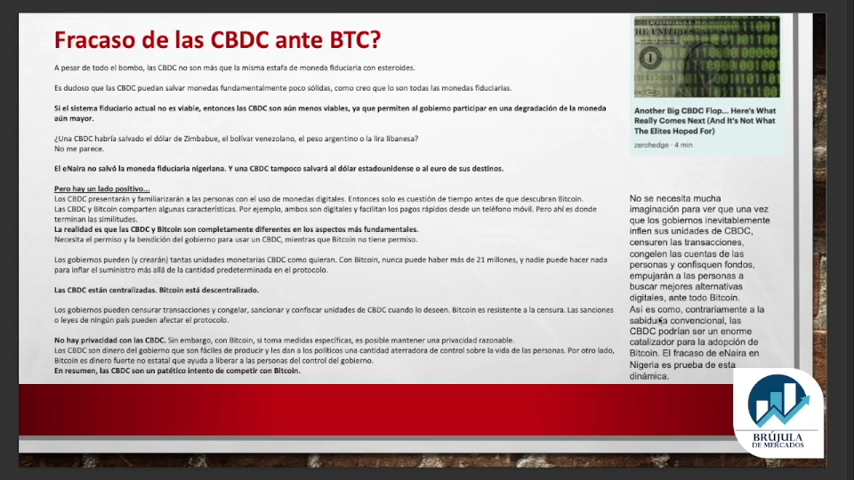 Fracaso de las CBDC ante BTC?
A pesar de todo el bombo, las CBDC no son más que la misma estafa de moneda fiduciaria con esteroides.
Es dudoso que las CBDC puedan salvar monedas fundamentalmente poco sólidas, como creo que lo son todas las monedas fiduciarias.
Si el sistema fiduciario actual no es viable, entonces las CBDC son aún menos viables, ya que permiten al gobierno participar en una degradación de la moneda
aún mayor.
¿Una CBDC habría salvado el dólar de Zimbabue, el bolívar venezolano, el peso argentino o la lira libanesa?
No me parece.
El eNaira no salvó la moneda fiduciaria nigeriana. Y una CBDC tampoco salvará al dólar estadounidense o al euro de sus destinos.
Pero hay un lado positivo...
Los CBDC presentarán y familiarizarán a las personas con el uso de monedas digitales. Entonces solo es cuestión de tiempo antes de que descubran Bitcoin.
Las CBDC y Bitcoin comparten algunas características. Por ejemplo, ambos son digitales y facilitan los pagos rápidos desde un teléfono móvil. Pero ahí es donde
terminan las similitudes.
La realidad es que las CBDC y Bitcoin son completamente diferentes en los aspectos más fundamentales.
Necesita el permiso y la bendición del gobierno para usar un CBDC, mientras que Bitcoin no tiene permiso.
Los gobiernos pueden (y crearán) tantas unidades monetarias CBDC como quieran. Con Bitcoin, nunca puede haber más de 21 millones, y nadie puede hacer nada
para inflar el suministro más allá de la cantidad predeterminada en el protocolo.
Las CBDC están centralizadas. Bitcoin está descentralizado.
Los gobiernos pueden censurar transacciones y congelar, sancionar y confiscar unidades de CBDC cuando lo deseen. Bitcoin es resistente a la censura. Las sanciones
o leyes de ningún país pueden afectar el protocolo.
No hay privacidad con las CBDC. Sin embargo, con Bitcoin, si toma medidas específicas, es posible mantener una privacidad razonable.
Los CBDC son dinero del gobierno que son fáciles de producir y les dan a los políticos una cantidad aterradora de control sobre la vida de las personas. Por otro lado,
Bitcoin es dinero fuerte no estatal que ayuda a liberar a las personas del control del gobierno.
En resumen, las CBDC son un patético intento de competir con Bitcoin.
Another Big CBDC Flop... Here's What
Really Comes Next (And It's Not What
The Elites Hoped For)
zerohedge · 4 min
No se necesita mucha
imaginación para ver que una vez
que los gobiernos inevitablemente
inflen sus unidades de CBDC,
censuren las transacciones,
congelen las cuentas de las
personas y confisquen fondos,
empujarán a las personas a
buscar mejores alternativas
digitales, ante todo Bitcoin.
Así es como, contrariamente a la
sabiduría convencional, las
CBDC podrían ser un enorme
catalizador para la adopción de
Bitcoin. El fracaso de eNaira en
Nigeria es prueba de esta
dinámica.
BRÚJULA
DE MERCADOS